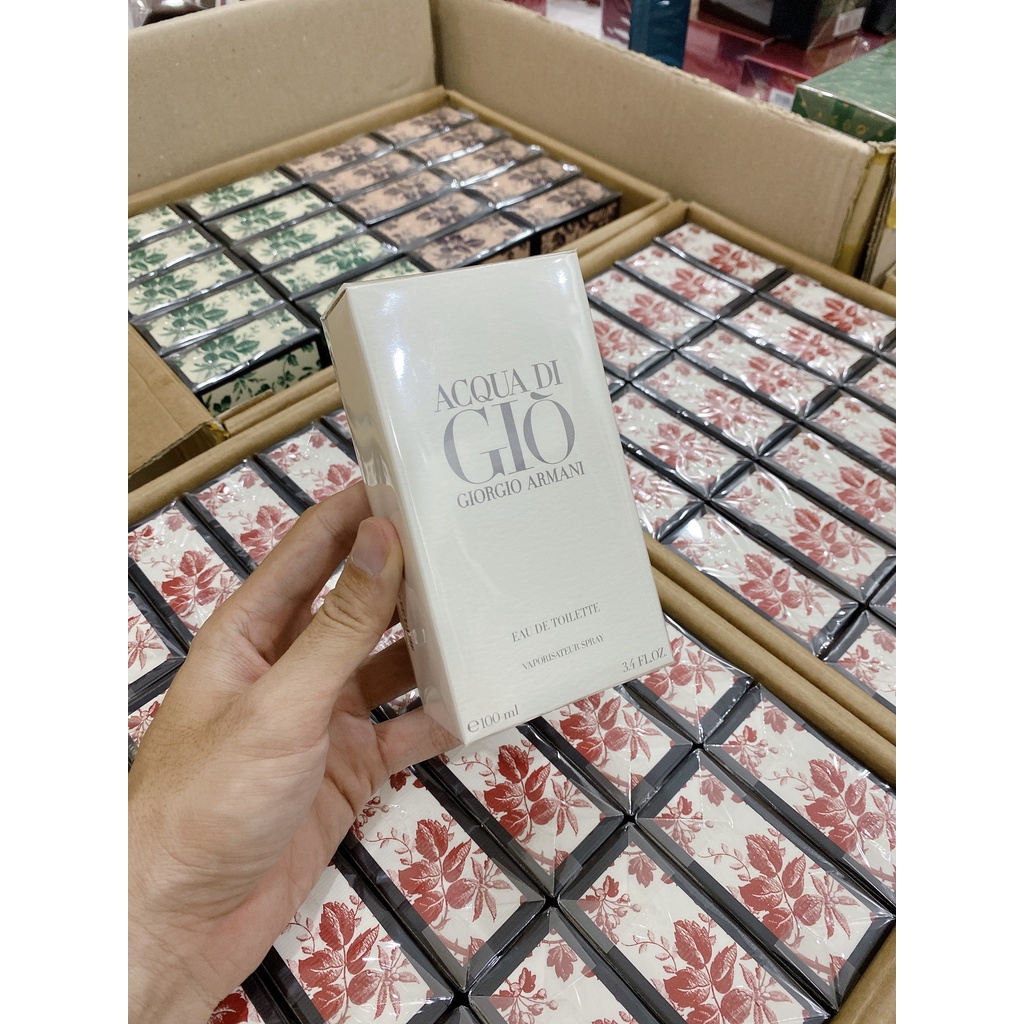 ACQUA DI
GIÒ
GIORGIO ARMANI
EAU DE TOILETTE
VAPORISATEUR SPRAY
℮100 ml
3.4 FL.OZ